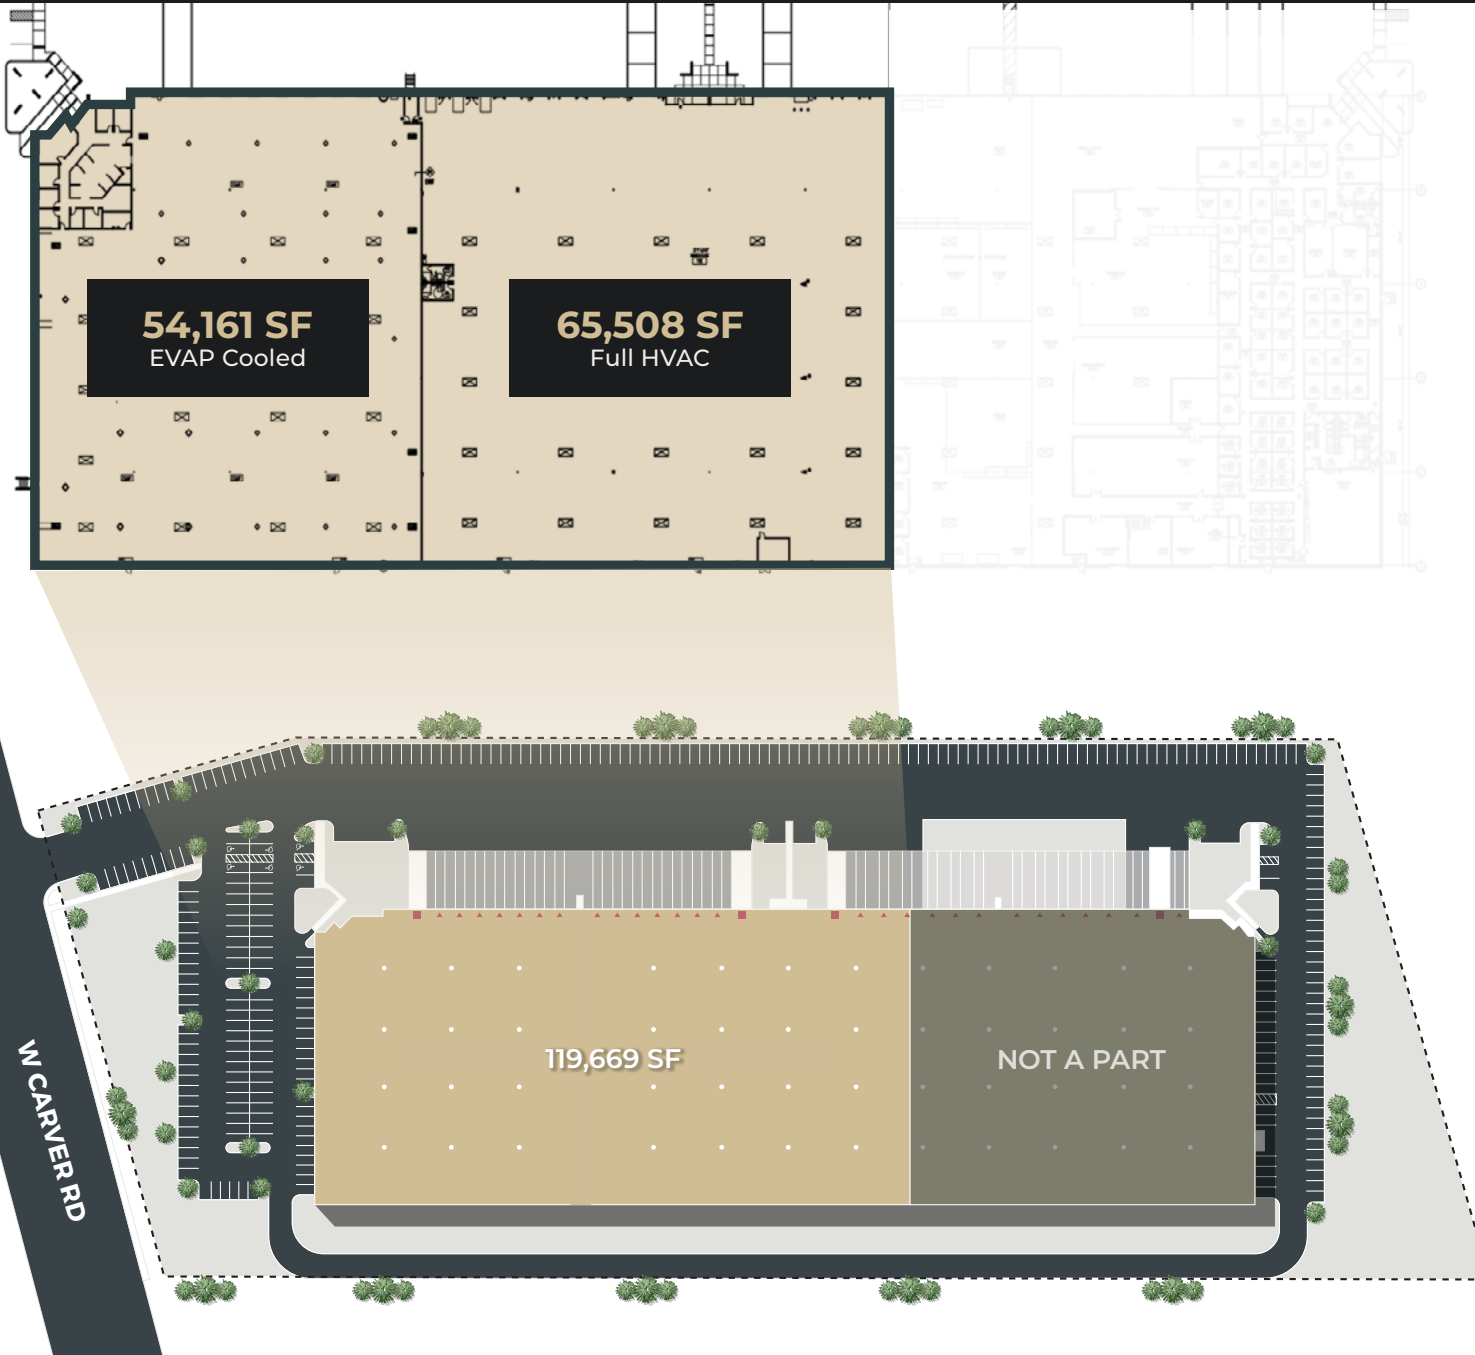 54,161 SF
EVAP Cooled
65,508 SF
Full HVAC
119,669 SF
NOT A PART
W CARVER RD